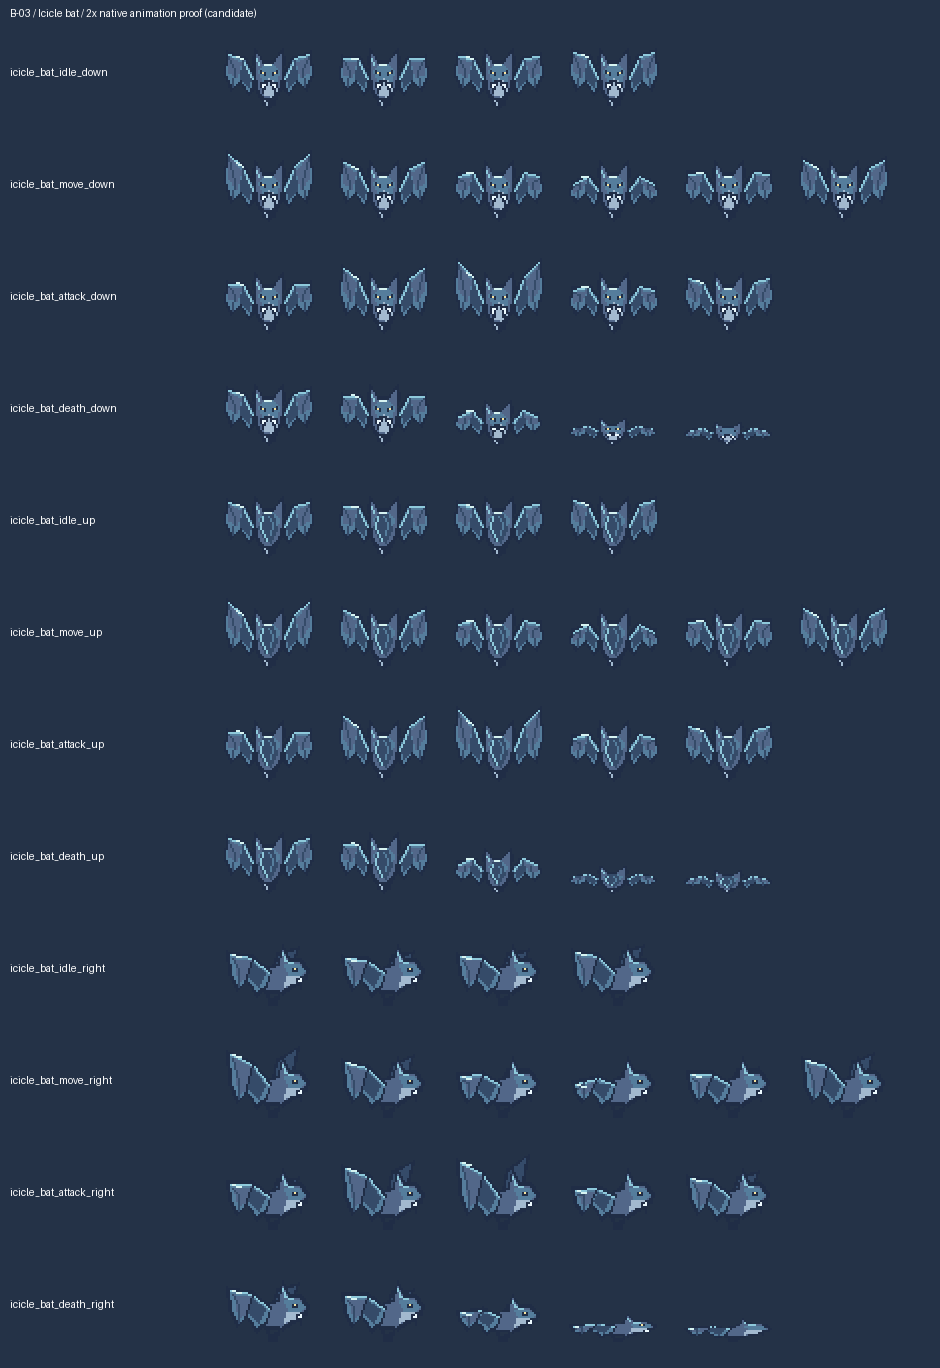 B-03 / Icicle bat / 2x native animation proof (candidate)
icicle_bat_idle_down
icicle_bat_move_down
icicle_bat_attack_down
icicle_bat_death_down
icicle_bat_idle_up
icicle_bat_move_up
icicle_bat_attack_up
icicle_bat_death_up
icicle_bat_idle_right
icicle_bat_move_right
icicle_bat_attack_right
icicle_bat_death_right